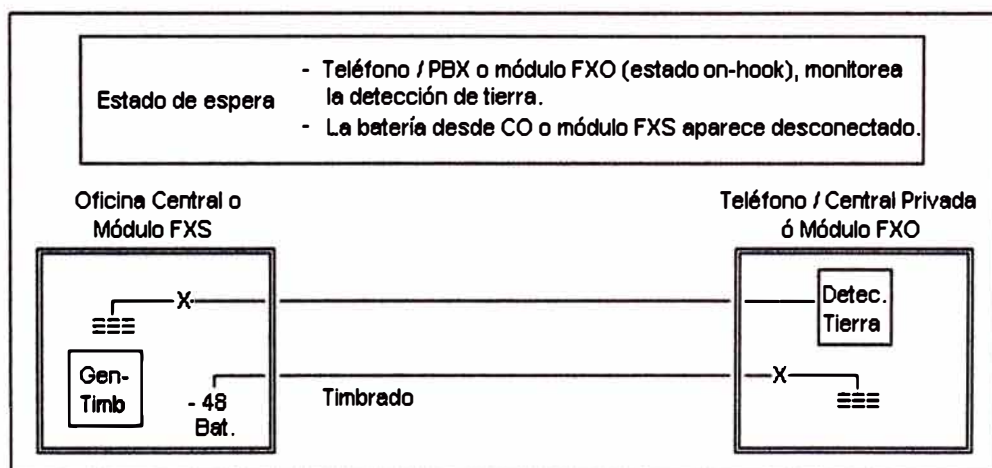 Estado de espera
- Teléfono / PBX o módulo FXO (estado on-hook), monitorea
la detección de tierra.
- La batería desde CO o módulo FXS aparece desconectado.
Oficina Central o
Módulo FXS
Teléfono / Central Privada
ó Módulo FXO
X
Detec.
Tierra
Gen-
Timb
- 48
Bat.
Timbrado
X